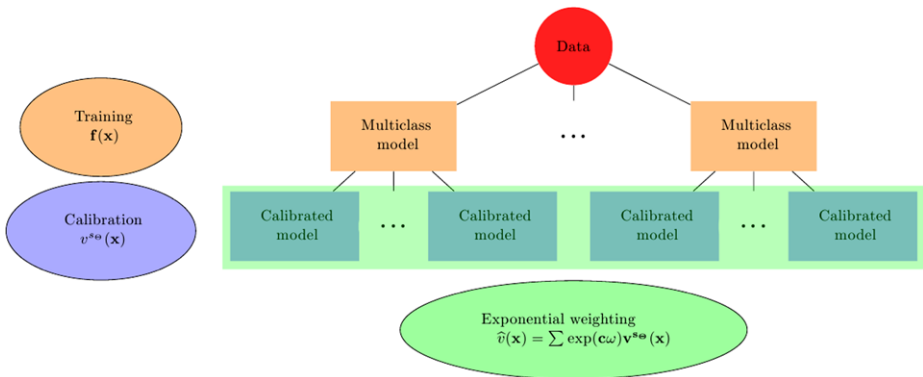 Data
Training
f(x)
Multiclass
model
...
Multiclass
model
Calibration
v^{s_Θ}(x)
Calibrated
model
...
Calibrated
model
Calibrated
model
...
Calibrated
model
Exponential weighting
v̂(x) = ∑ exp(cω)v^{s_Θ}(x)